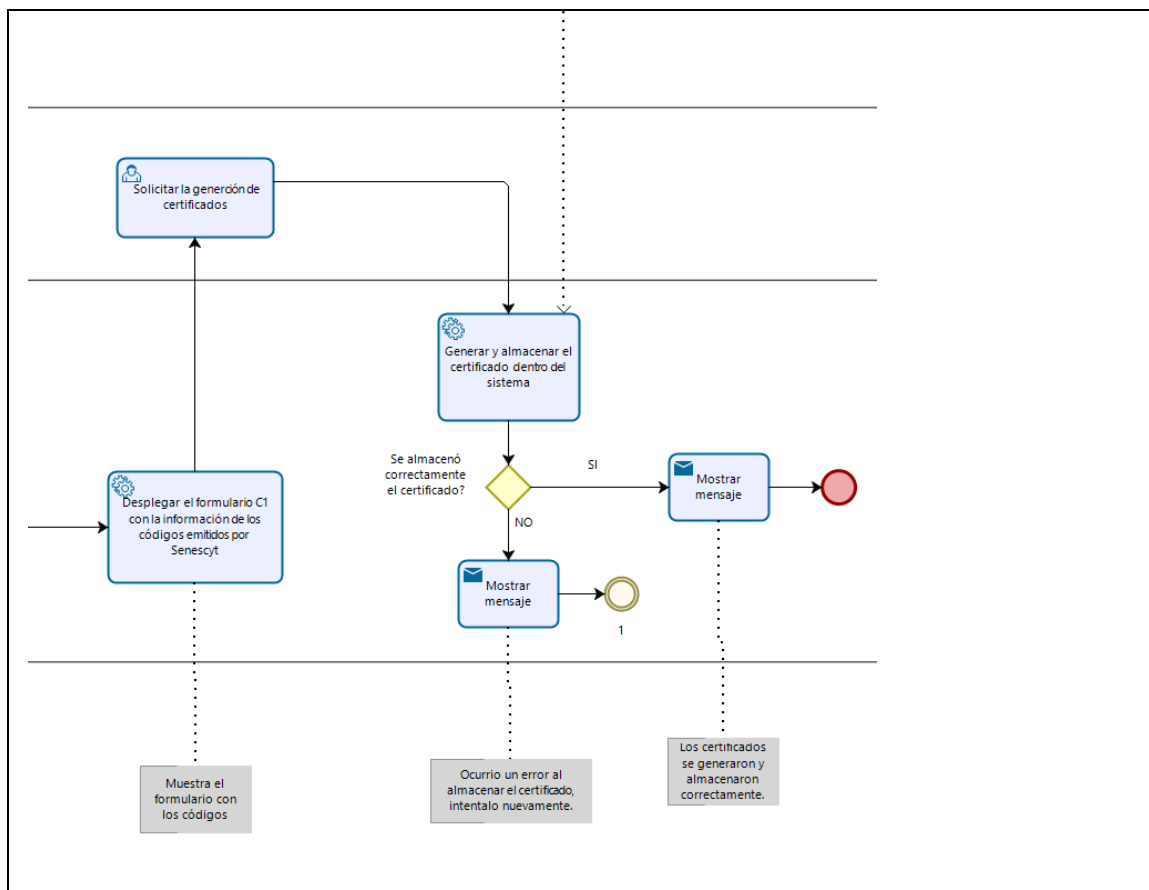 Solicitar la generción de
certificados
Generar y almacenar el
certificado dentro del
sistema
Se almacenó
correctamente
el certificado?
SI
Mostrar
mensaje
Desplegar el formulario C1
con la información de los
códigos emitidos por
Senescyt
NO
Mostrar
mensaje
1
Los certificados
se generaron y
almacenaron
correctamente.
Ocurrio un error al
almacenar el certificado,
intentalo nuevamente.
Muestra el
formulario con
los códigos